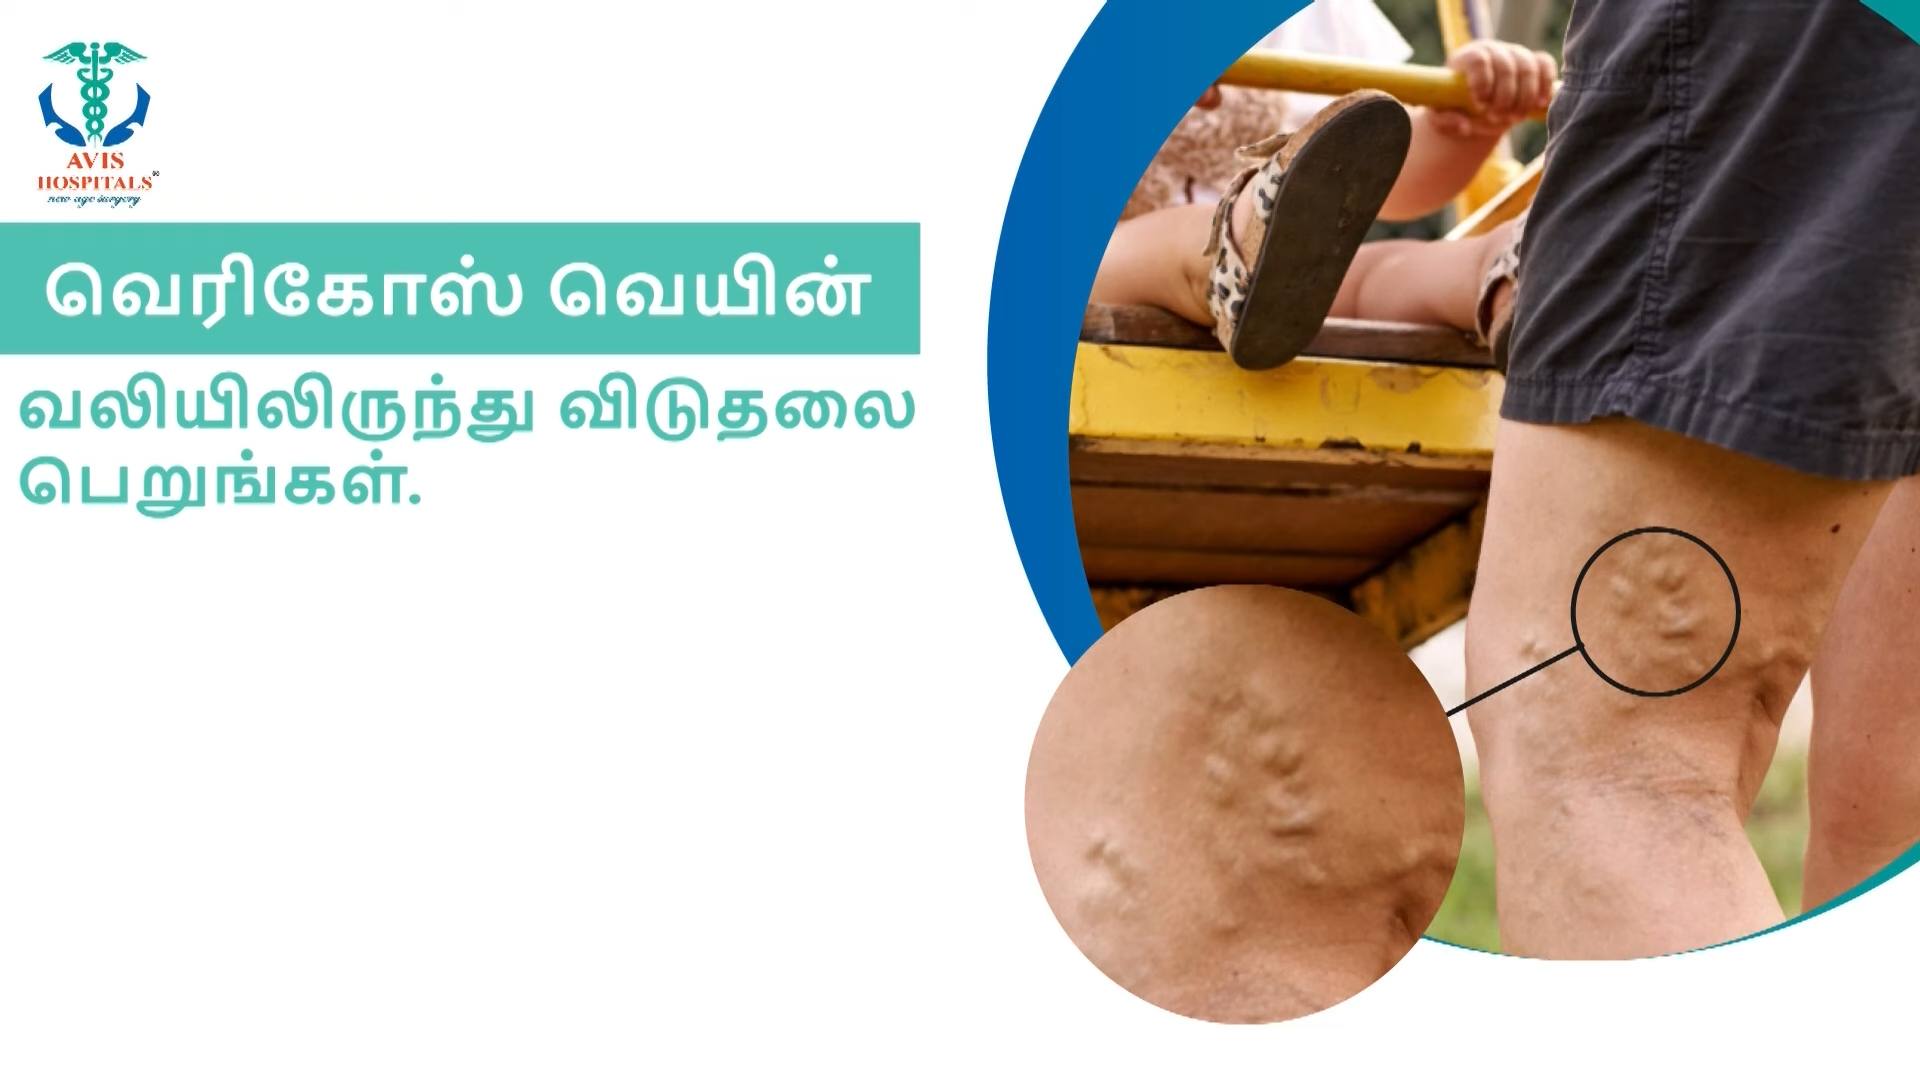 AVIS
HOSPITALS
new age surgery
வெரிகோஸ் வெயின்
வலியிலிருந்து விடுதலை
பெறுங்கள்.